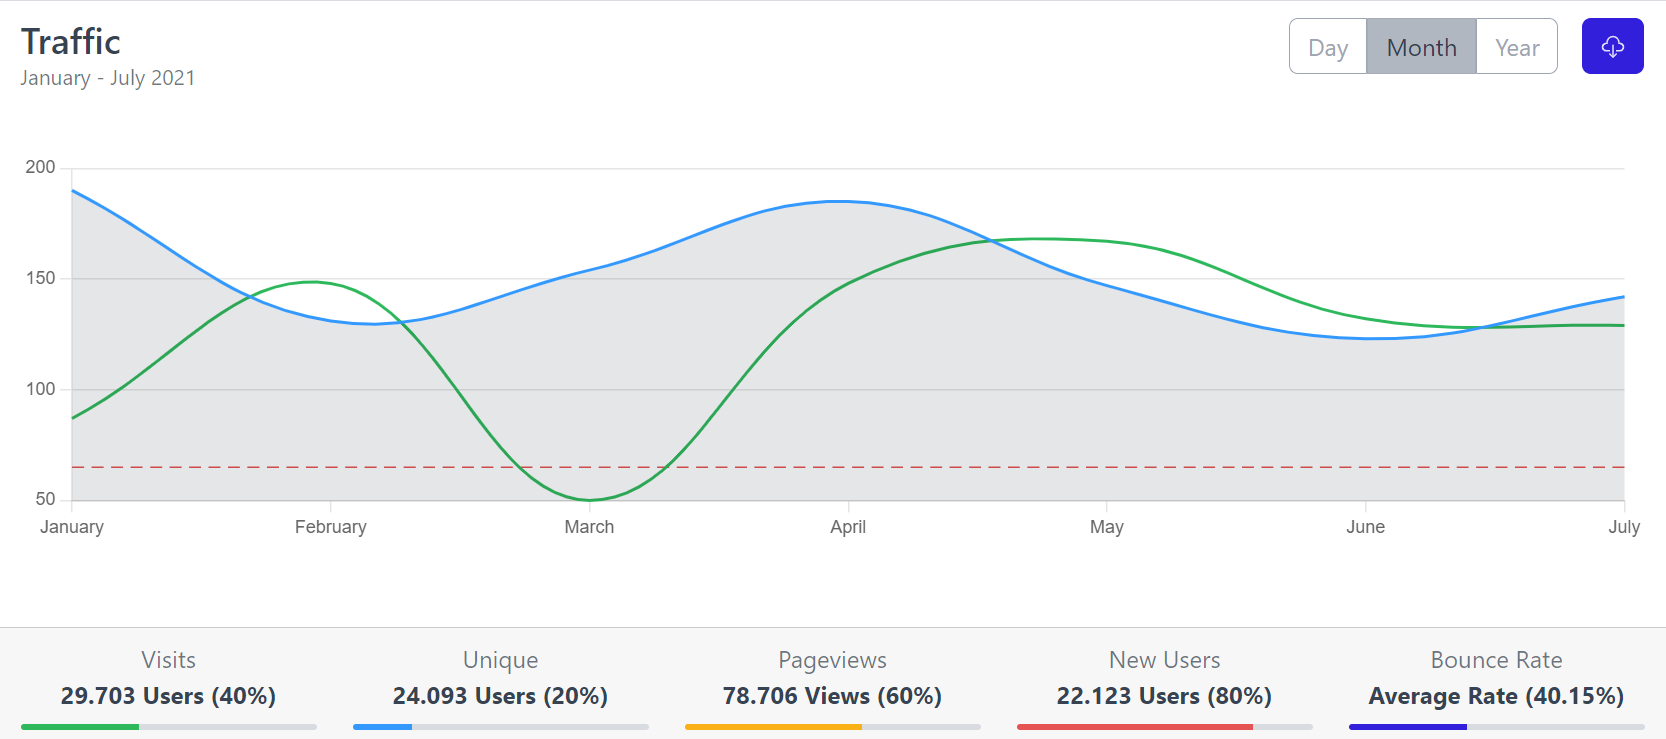 Traffic
January - July 2021
Day Month Year
200
150
100
50
January February March April May June July
Visits Unique Pageviews New Users Bounce Rate
29.703 Users (40%) 24.093 Users (20%) 78.706 Views (60%) 22.123 Users (80%) Average Rate (40.15%)